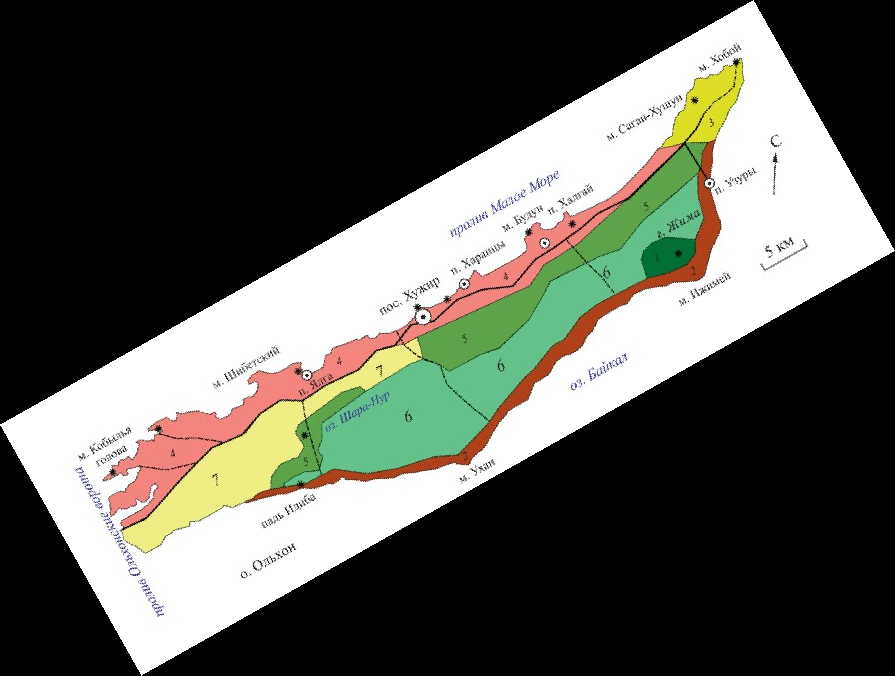 м. Хобой
м. Саган-Хушун
3
С
п. Узуры
пролив Малое Море
м. Будун
п. Халгай
5
г. Жима
п. Харанцы
1
5 км
4
6
2
м. Ижимей
пос. Хужир
5
м. Шибетский
4
7
6
оз. Байкал
п. Ялга
оз. Шара-Нур
6
м. Кобылья
голова
4
5
2
7
м. Ухан
падь Идиба
пролив Ольхонские ворота
о. Ольхон